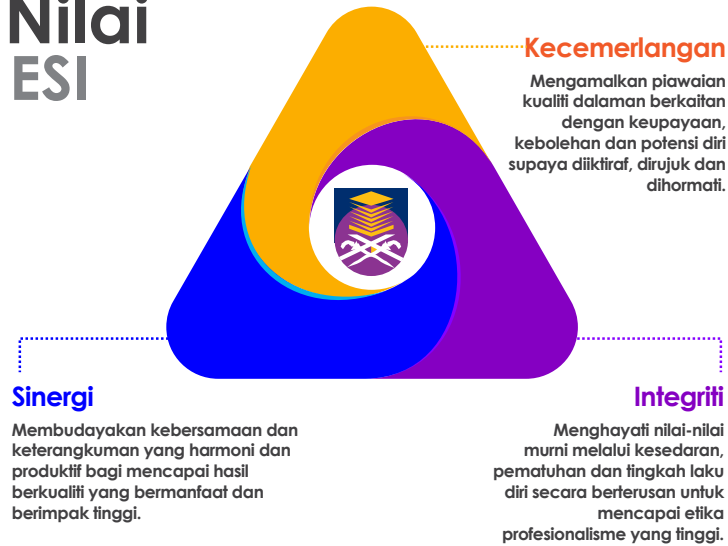 Nilai
ESI
Kecemerlangan
Mengamalkan piawaian
kualiti dalaman berkaitan
dengan keupayaan,
kebolehan dan potensi diri
supaya diiktiraf, dirujuk dan
dihormati.
Sinergi
Membudayakan kebersamaan dan
keterangkuman yang harmoni dan
produktif bagi mencapai hasil
berkualiti yang bermanfaat dan
berimpak tinggi.
Integriti
Menghayati nilai-nilai
murni melalui kesedaran,
pematuhan dan tingkah laku
diri secara berterusan untuk
mencapai etika
profesionalisme yang tinggi.